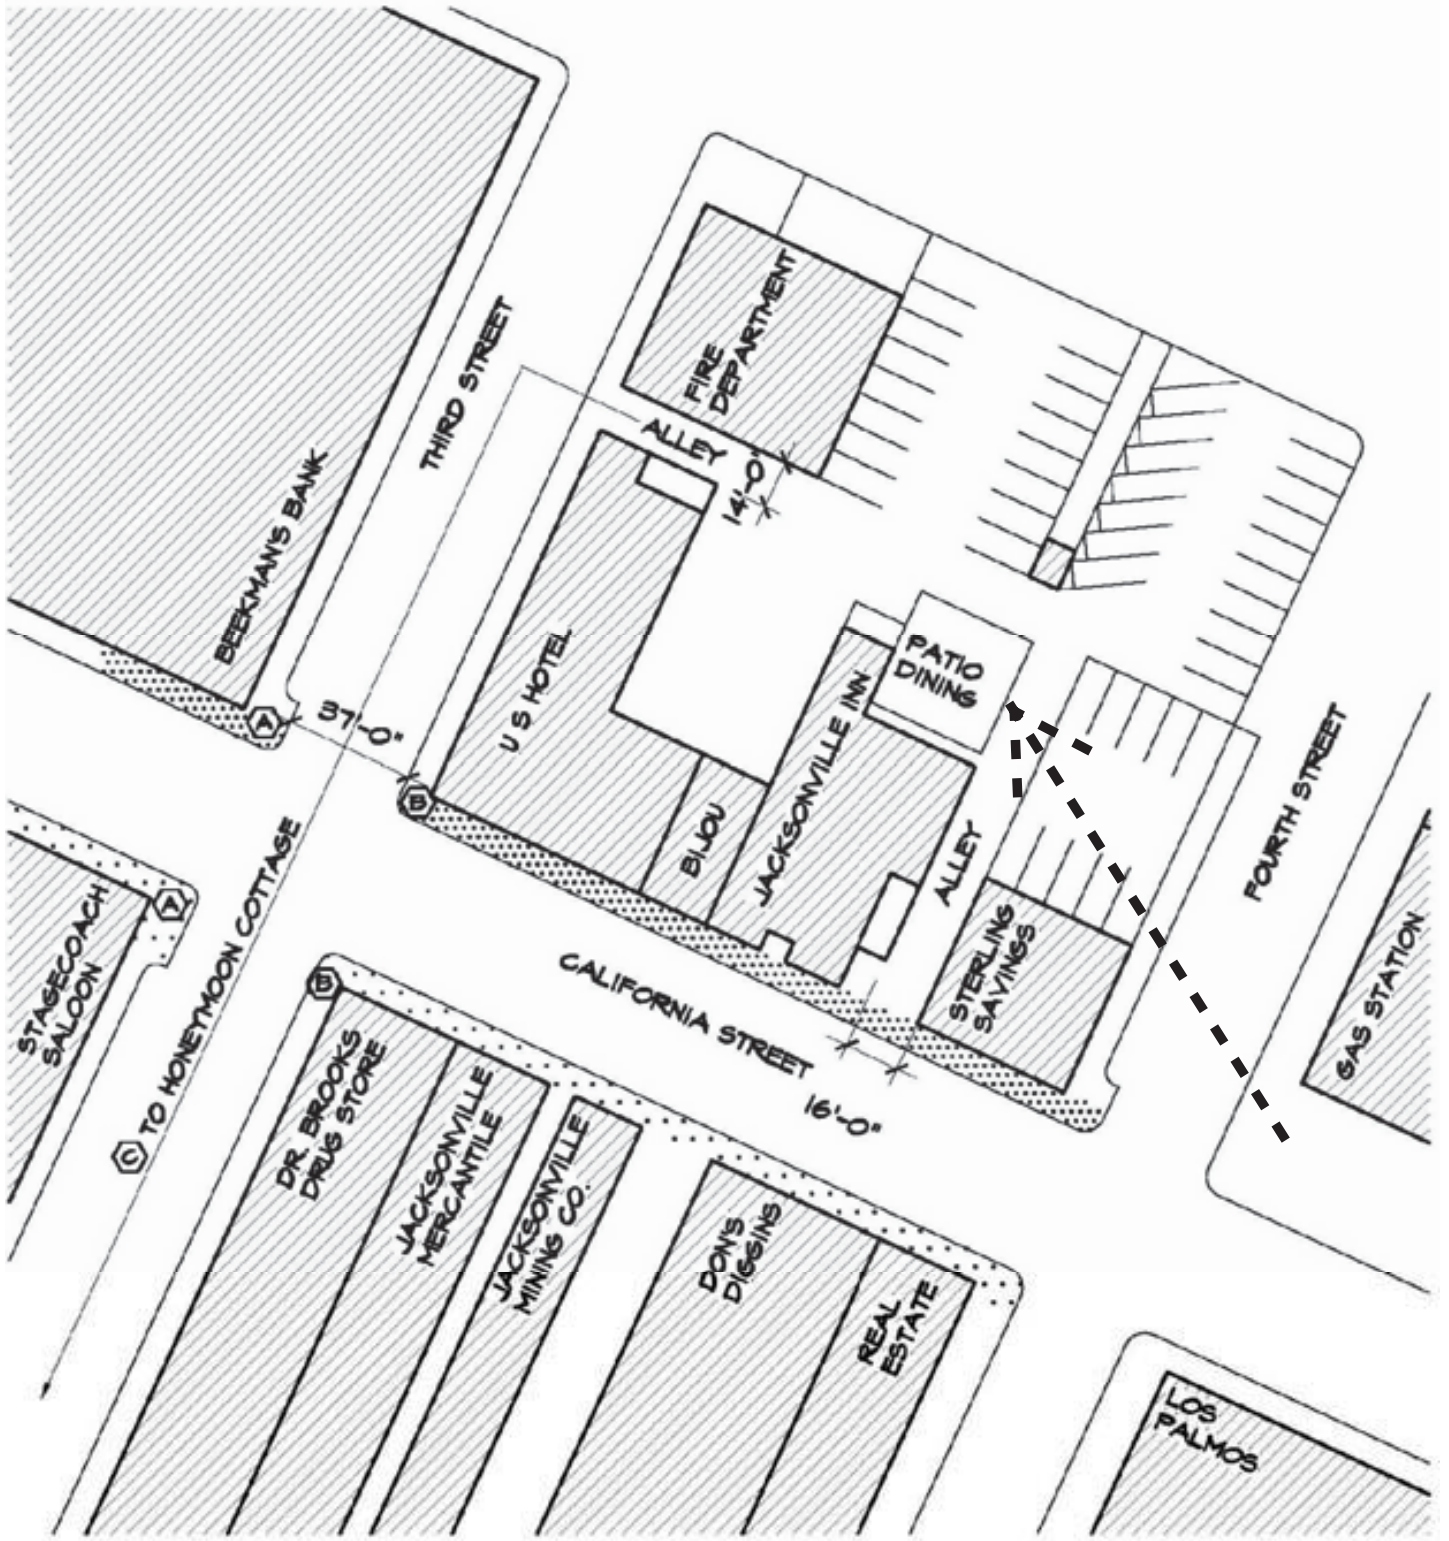 FIRE
DEPARTMENT
THIRD STREET
ALLEY
14'-0"
BEEKMAN'S BANK
U S HOTEL
PATIO
DINING
JACKSONVILLE INN
BIJOU
A
37'-0"
B
ALLEY
FOURTH STREET
GAS STATION
STERLING
SAVINGS
CALIFORNIA STREET
16'-0"
A
STAGECOACH
SALOON
B
C TO HONEYMOON COTTAGE
DR. BROOKS
DRUG STORE
JACKSONVILLE
MERCANTILE
JACKSONVILLE
MINING CO.
DON'S
DIGGINS
REAL
ESTATE
LOS
PALMOS